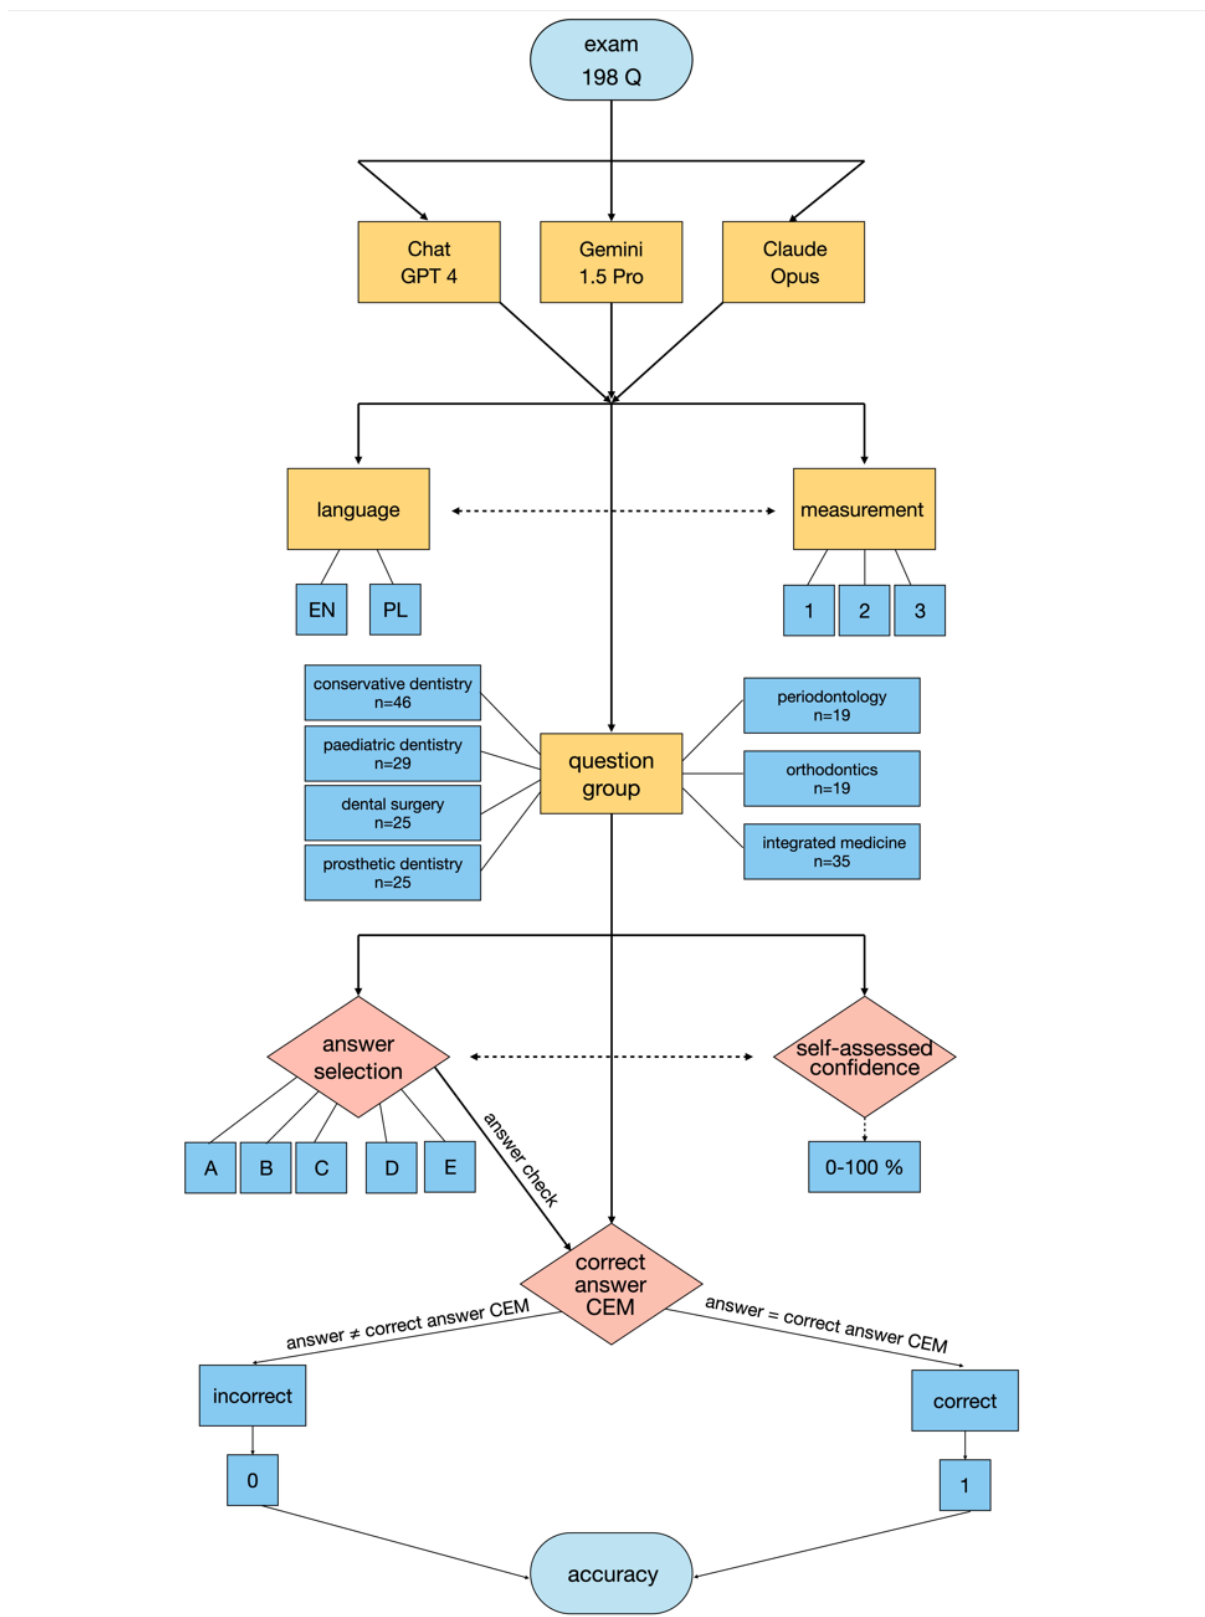 exam
198 Q
Chat
GPT 4
Gemini
1.5 Pro
Claude
Opus
language
measurement
EN
PL
1
2
3
conservative dentistry
n=46
paediatric dentistry
n=29
dental surgery
n=25
prosthetic dentistry
n=25
question
group
periodontology
n=19
orthodontics
n=19
integrated medicine
n=35
answer
selection
self-assessed
confidence
A
B
C
D
E
answer check
0-100 %
correct
answer
CEM
answer ≠ correct answer CEM
answer = correct answer CEM
incorrect
correct
0
1
accuracy